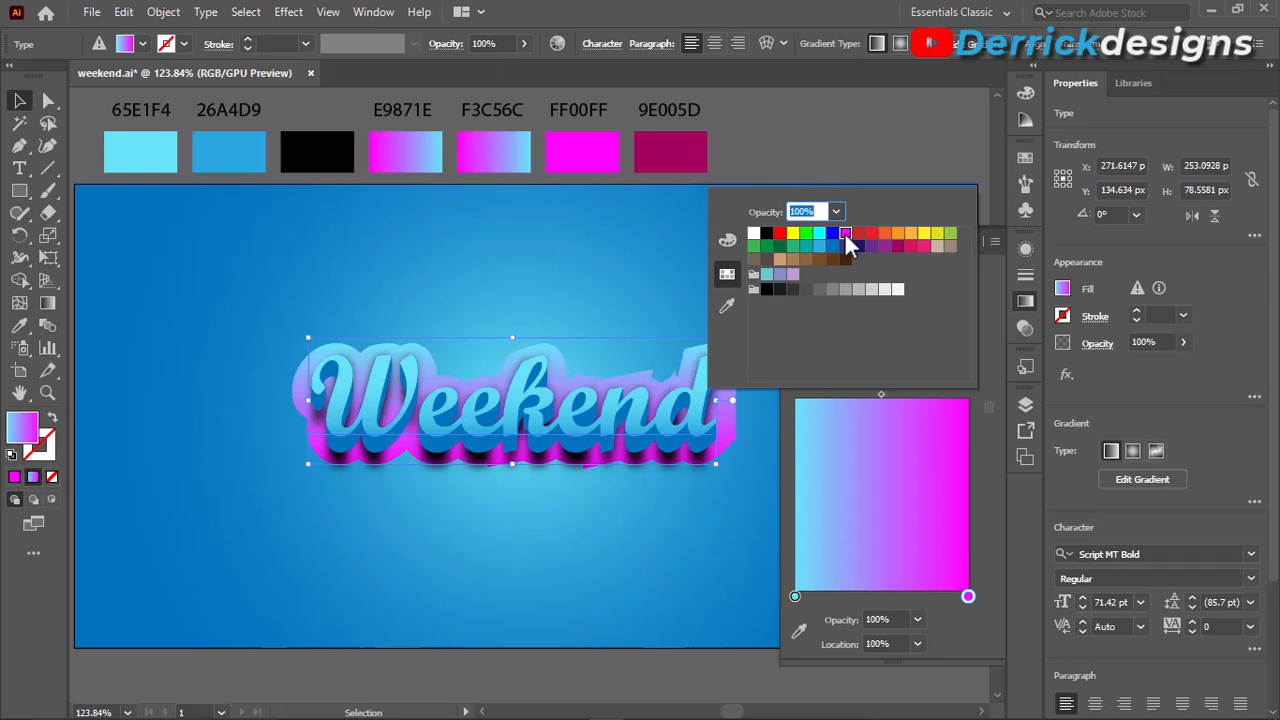 Ai File Edit Object Type Select Effect View Window Help Essentials Classic Search Adobe Stock
Type Stroke: Opacity: 100% Character Paragraph: Gradient Type:
Derrickdesigns
weekend.ai* @ 123.84% (RGB/GPU Preview)
65E1F4 26A4D9 E9871E F3C56C FF00FF 9E005D
Opacity: 100%
Weekend
Opacity: 100%
Location: 100%
123.84% 1 Selection
Properties Libraries
Type
Transform
X: 271.6147 p W: 253.0928 p
Y: 134.634 px H: 78.5581 px
0°
Appearance
Fill
Stroke
Opacity 100%
fx.
Gradient
Type:
Edit Gradient
Character
Script MT Bold
Regular
71.42 pt (85.7 pt)
Auto 0
Paragraph